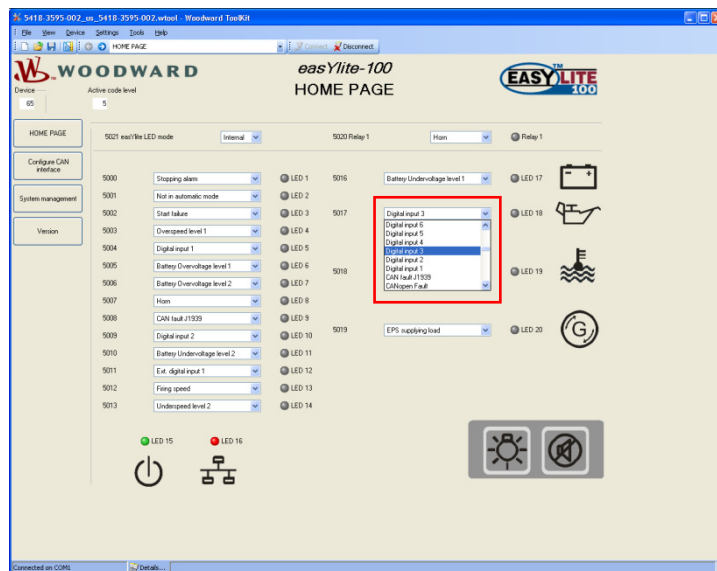 5418-3595-002_us_5418-3595-002.wtool - Woodward ToolKit
File View Device Settings Tools Help
HOME PAGE Connect Disconnect
WOODWARD
easYlite-100
HOME PAGE
EASY LITE 100
Device Active code level
65 5
HOME PAGE
Configure CAN interface
System management
Version
5021 easYlite LED mode Internal 5020 Relay 1 Horn Relay 1
5000 Stopping alarm LED 1 5016 Battery Undervoltage level 1 LED 17
5001 Not in automatic mode LED 2
5002 Start failure LED 3 5017 Digital input 3 LED 18
Digital input 6
Digital input 5
Digital input 4
Digital input 3
Digital input 2
Digital input 1
CAN fault J1939
CANopen Fault
5003 Overspeed level 1 LED 4
5004 Digital input 1 LED 5
5005 Battery Overvoltage level 1 LED 6
5018 LED 19
5006 Battery Overvoltage level 2 LED 7
5007 Horn LED 8
5008 CAN fault J1939 LED 9
5019 EPS supplying load LED 20
G
5009 Digital input 2 LED 10
5010 Battery Undervoltage level 2 LED 11
5011 Ext. digital input 1 LED 12
5012 Firing speed LED 13
5013 Underspeed level 2 LED 14
LED 15 LED 16
Connected on COM1 Details...